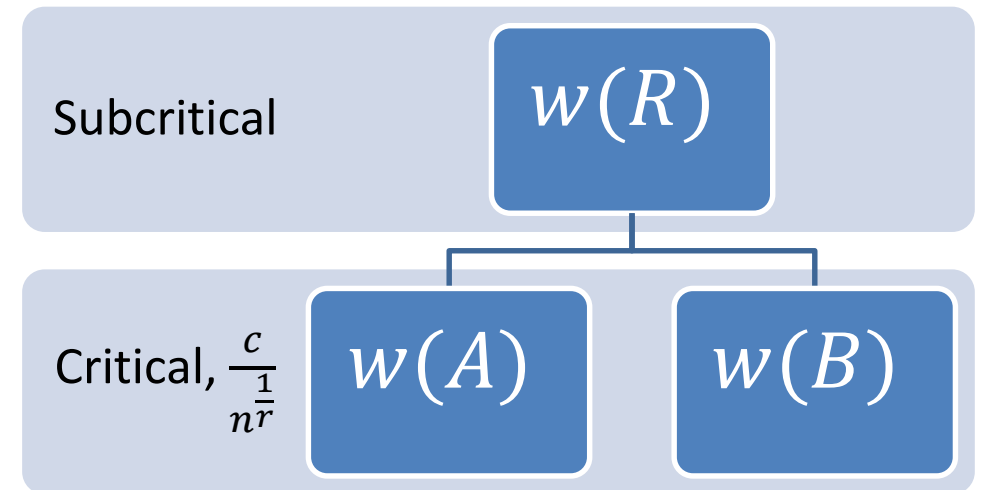 Subcritical
w(R)
Critical, c/n^(1/r)
w(A)
w(B)